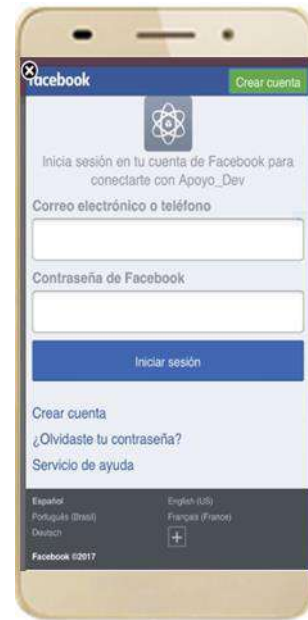 facebook
Crear cuenta
Inicia sesión en tu cuenta de Facebook para
conectarte con Apoyo_Dev
Correo electrónico o teléfono
Contraseña de Facebook
Iniciar sesión
Crear cuenta
¿Olvidaste tu contraseña?
Servicio de ayuda
Español
English (US)
Português (Brasil)
Français (France)
Deutsch
Facebook ©2017